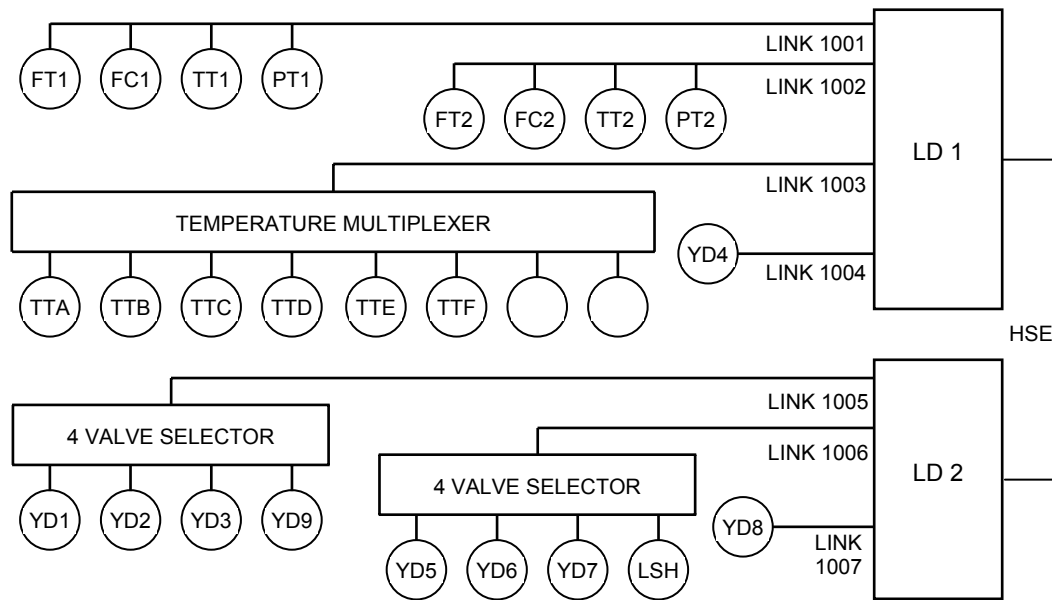 LINK 1001
FT1 FC1 TT1 PT1
LINK 1002
FT2 FC2 TT2 PT2
LD 1
LINK 1003
TEMPERATURE MULTIPLEXER
YD4
LINK 1004
TTA TTB TTC TTD TTE TTF
HSE
LINK 1005
4 VALVE SELECTOR
LINK 1006
LD 2
4 VALVE SELECTOR
YD1 YD2 YD3 YD9
YD8
LINK
1007
YD5 YD6 YD7 LSH